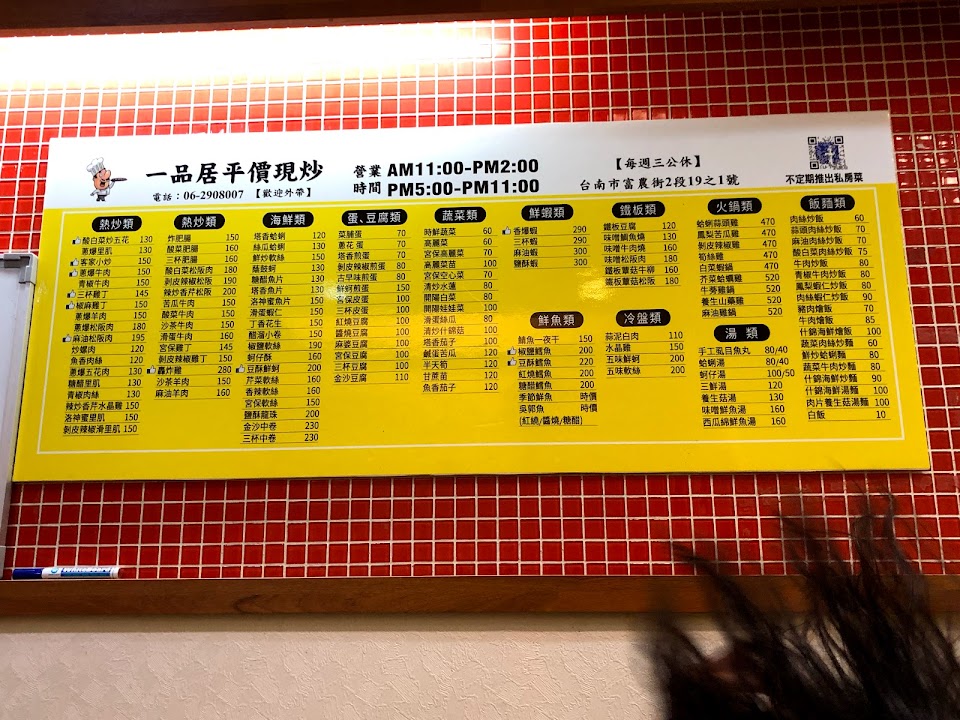 一品居平價現炒
電話：06-2908007 【歡迎外帶】
營業時間 AM11:00-PM2:00
PM5:00-PM11:00
【每週三公休】
台南市富農街2段19之1號
不定期推出私房菜
熱炒類
酸白菜炒五花 130
蔥爆里肌 130
客家小炒 150
蔥爆牛肉 150
青椒牛肉 150
三杯雞丁 145
椒麻雞丁 150
蔥爆羊肉 150
蔥爆松阪肉 180
麻油松阪肉 195
炒螺肉 120
魚香肉絲 120
蔥爆五花肉 130
糖醋里肌 130
青椒肉絲 130
辣炒香芹水晶雞 150
洛神蜜里肌 150
剝皮辣椒滑里肌 150
熱炒類
炸肥腸 150
酸菜肥腸 160
三杯肥腸 160
酸白菜松阪肉 180
剝皮辣椒松阪 190
辣炒香芹松阪 200
苦瓜牛肉 150
酸菜牛肉 150
沙茶牛肉 150
滑蛋牛肉 160
宮保雞丁 145
剝皮辣椒雞丁 150
轟炸雞 280
沙茶羊肉 150
麻油羊肉 160
海鮮類
塔香蛤蜊 120
絲瓜蛤蜊 130
鮮炒軟絲 150
蔭豉蚵 130
糖醋魚片 130
塔香魚片 130
洛神蜜魚片 150
滑蛋蝦仁 150
丁香花生 150
醋溜小卷 150
椒鹽軟絲 150
蚵仔酥 160
豆酥鮮蚵 200
芹菜軟絲 160
香辣軟絲 160
宮保軟絲 150
鹽酥龍珠 200
金沙中卷 230
三杯中卷 230
蛋、豆腐類
菜脯蛋 70
蔥花蛋 70
塔香煎蛋 70
剝皮辣椒煎蛋 80
古早味煎蛋 80
鮮蚵煎蛋 150
宮保皮蛋 100
三杯皮蛋 100
紅燒豆腐 100
醬燒豆腐 100
麻婆豆腐 100
宮保豆腐 100
三杯豆腐 100
金沙豆腐 110
蔬菜類
時鮮蔬菜 60
高麗菜 60
宮保高麗菜 70
高麗菜苗 100
宮保空心菜 70
清炒水蓮 80
開陽白菜 80
開陽娃娃菜 100
滑蛋絲瓜 80
清炒什錦菇 100
塔香茄子 100
鹹蛋苦瓜 120
半天筍 120
甘蔗苗 120
魚香茄子 120
鮮蝦類
香爆蝦 290
三杯蝦 290
麻油蝦 300
鹽酥蝦 300
鮮魚類
鯖魚一夜干 150
椒鹽鱈魚 200
豆酥鱈魚 220
紅燒鱈魚 200
糖醋鱈魚 200
季節鮮魚 時價
吳郭魚 時價
(紅燒/醬燒/糖醋)
鐵板類
鐵板豆腐 120
味噌鯛魚燒 130
味噌牛肉燒 160
味噌松阪肉 180
鐵板蕈菇牛柳 160
鐵板蕈菇松阪 180
冷盤類
蒜泥白肉 110
水晶雞 150
五味鮮蚵 200
五味軟絲 200
火鍋類
蛤蜊蒜頭雞 470
鳳梨苦瓜雞 470
剝皮辣椒雞 470
筍絲雞 470
白菜蝦鍋 470
芥菜蛤蠣雞 520
牛蒡雞鍋 520
養生山藥雞 520
麻油雞鍋 520
湯類
手工虱目魚丸 80/40
蛤蜊湯 80/40
蚵仔湯 100/50
三鮮湯 120
養生菇湯 130
味噌鮮魚湯 160
西瓜綿鮮魚湯 160
飯麵類
肉絲炒飯 60
蒜頭肉絲炒飯 70
麻油肉絲炒飯 70
酸白菜肉絲炒飯 75
牛肉炒飯 80
青椒牛肉炒飯 80
鳳梨蝦仁炒飯 90
肉絲蝦仁炒飯 90
豬肉燴飯 70
牛肉燴飯 85
什錦海鮮燴飯 100
蔬菜肉絲炒麵 60
鮮炒蛤蜊麵 80
蔬菜牛肉炒麵 80
什錦海鮮炒麵 90
什錦海鮮湯麵 100
肉片養生菇湯麵 100
白飯 10